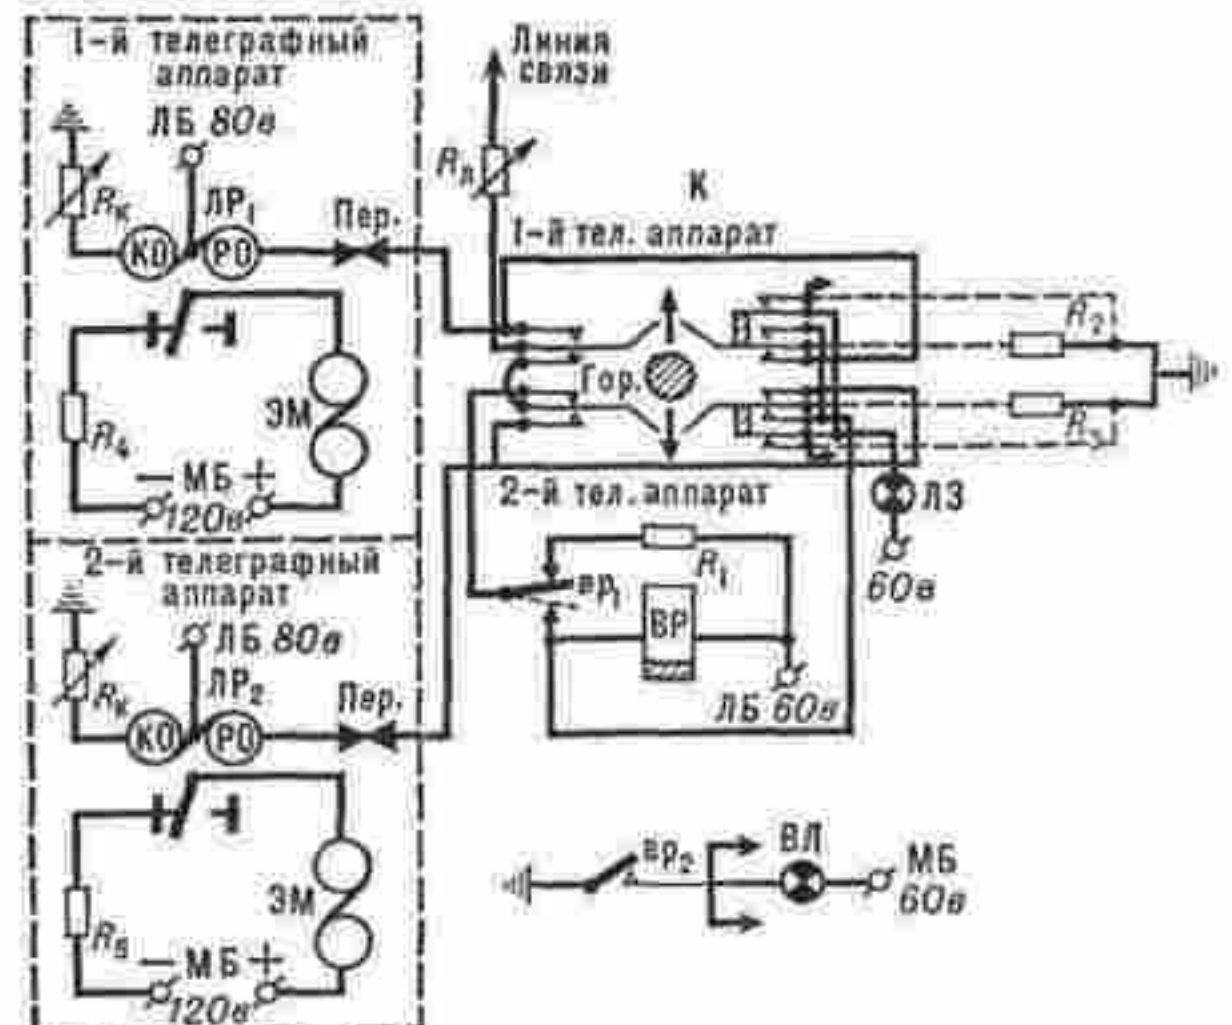 1-й телеграфный
аппарат
ЛБ 80в
Rк
КО
ЛР₁
РО
Пер.
R₄
ЭМ
– МБ +
120в
2-й телеграфный
аппарат
ЛБ 80в
Rк
КО
ЛР₂
РО
Пер.
R₅
ЭМ
– МБ +
120в
Линия
связи
Rл
К
1-й тел. аппарат
Гор.
R₂
R₃
2-й тел. аппарат
ЛЗ
60в
R₁
вр₁
ВР
ЛБ 60в
вр₂
ВЛ
МБ
60в